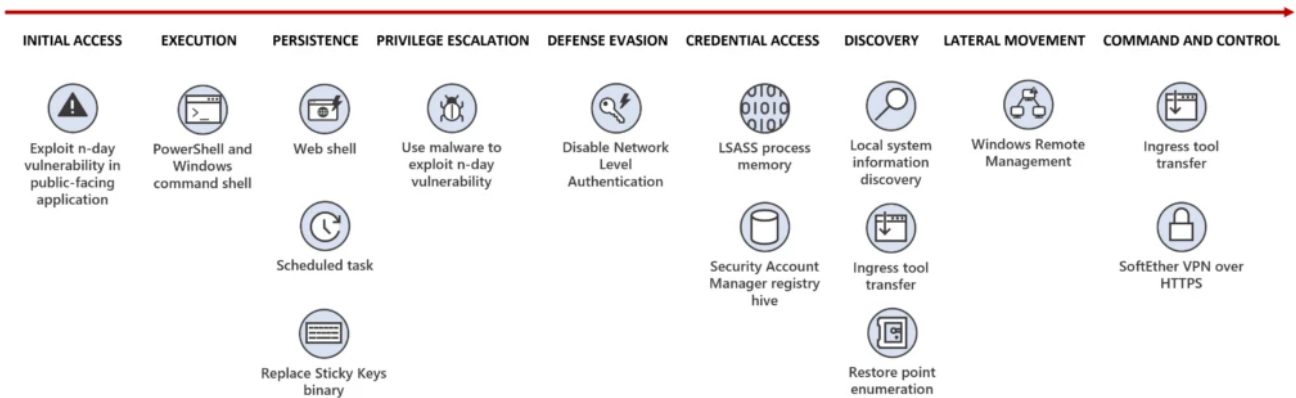 INITIAL ACCESS
EXECUTION
PERSISTENCE
PRIVILEGE ESCALATION
DEFENSE EVASION
CREDENTIAL ACCESS
DISCOVERY
LATERAL MOVEMENT
COMMAND AND CONTROL
Exploit n-day
vulnerability in
public-facing
application
PowerShell and
Windows
command shell
Web shell
Scheduled task
Replace Sticky Keys
binary
Use malware to
exploit n-day
vulnerability
Disable Network
Level
Authentication
01010
01010
01010
LSASS process
memory
Security Account
Manager registry
hive
Local system
information
discovery
Ingress tool
transfer
Restore point
enumeration
Windows Remote
Management
Ingress tool
transfer
SoftEther VPN over
HTTPS